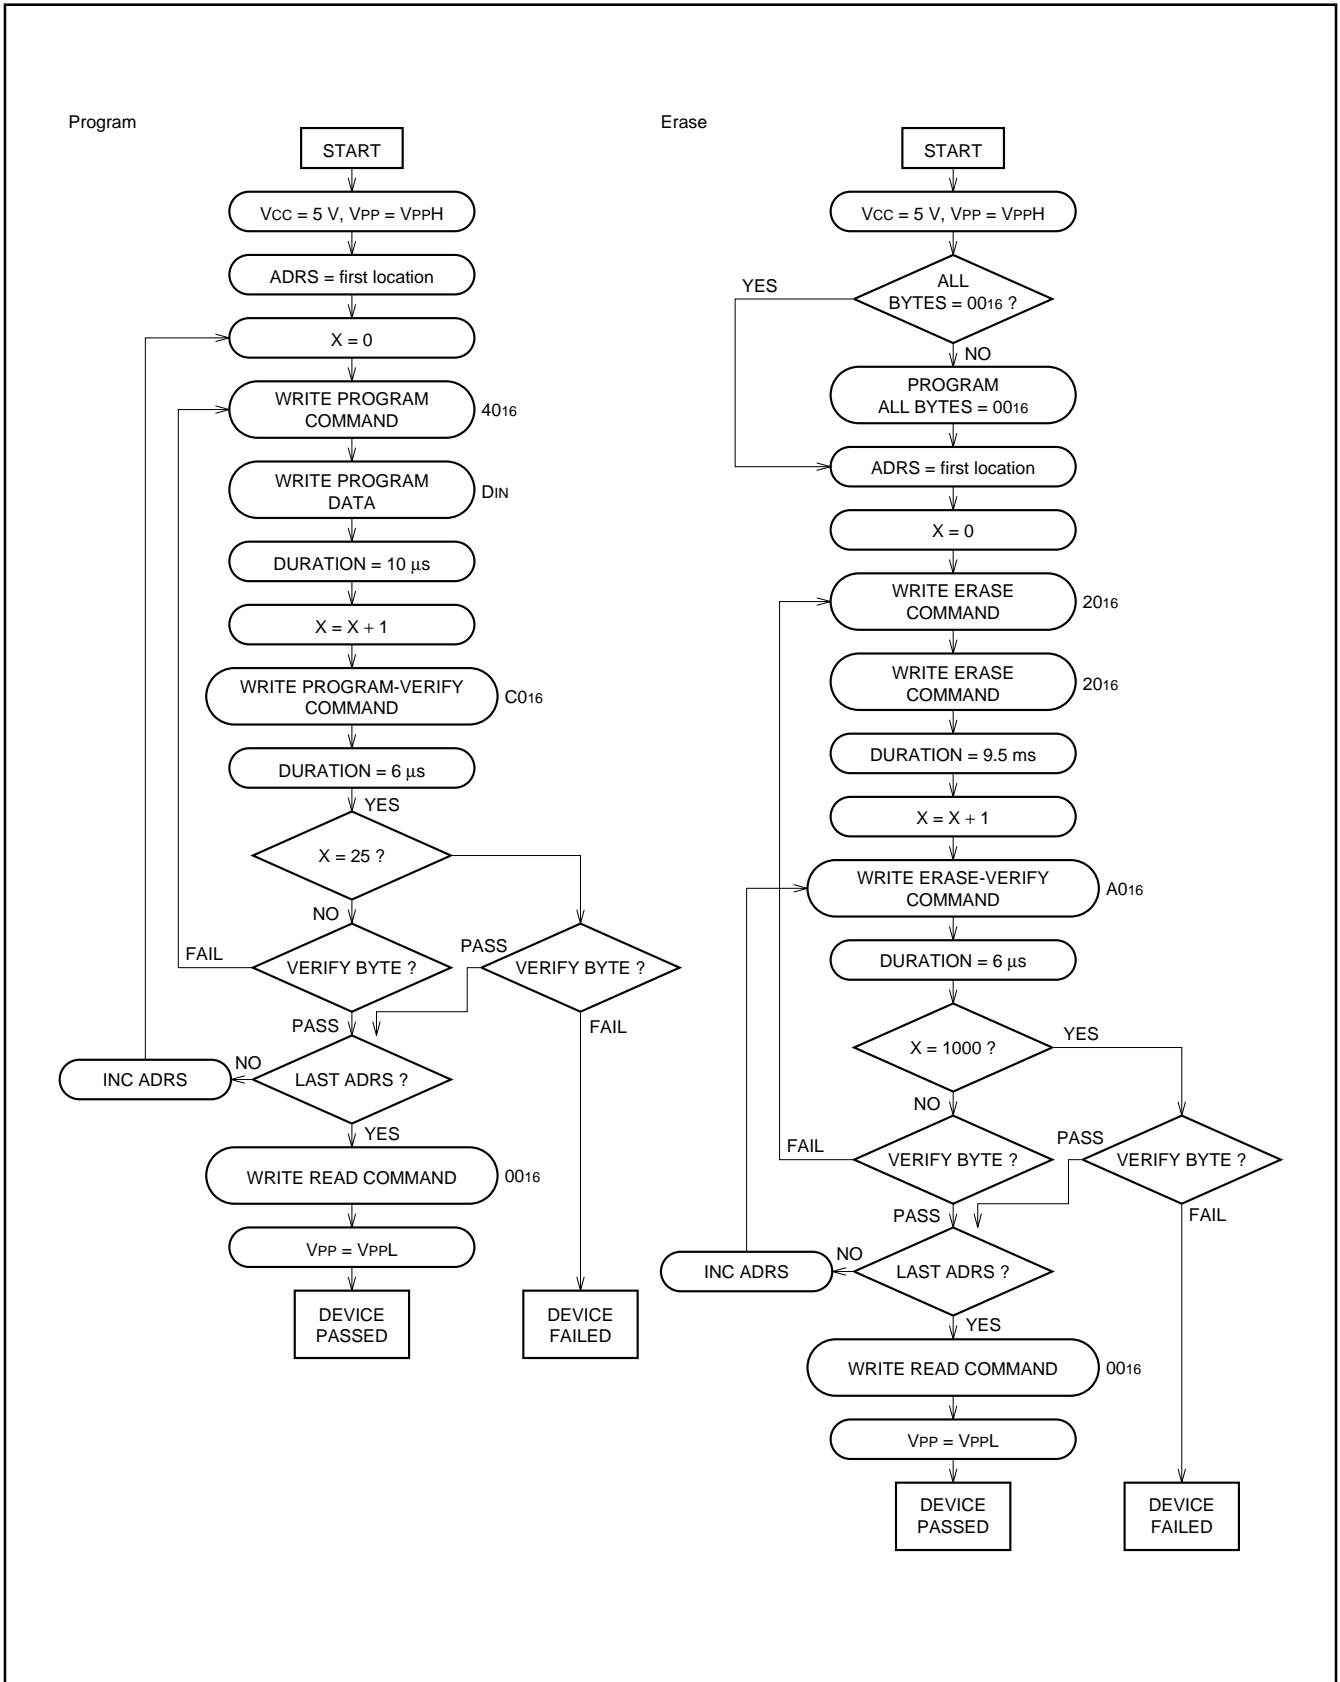 Program
START
VCC = 5 V, VPP = VPPH
ADRS = first location
X = 0
WRITE PROGRAM
COMMAND
4016
WRITE PROGRAM
DATA
DIN
DURATION = 10 µs
X = X + 1
WRITE PROGRAM-VERIFY
COMMAND
C016
DURATION = 6 µs
YES
X = 25 ?
NO
FAIL
VERIFY BYTE ?
PASS
VERIFY BYTE ?
PASS
FAIL
INC ADRS
NO
LAST ADRS ?
YES
WRITE READ COMMAND
0016
VPP = VPPL
DEVICE
PASSED
DEVICE
FAILED
Erase
START
VCC = 5 V, VPP = VPPH
YES
ALL
BYTES = 0016 ?
NO
PROGRAM
ALL BYTES = 0016
ADRS = first location
X = 0
WRITE ERASE
COMMAND
2016
WRITE ERASE
COMMAND
2016
DURATION = 9.5 ms
X = X + 1
WRITE ERASE-VERIFY
COMMAND
A016
DURATION = 6 µs
X = 1000 ?
YES
NO
FAIL
VERIFY BYTE ?
PASS
VERIFY BYTE ?
PASS
FAIL
INC ADRS
NO
LAST ADRS ?
YES
WRITE READ COMMAND
0016
VPP = VPPL
DEVICE
PASSED
DEVICE
FAILED